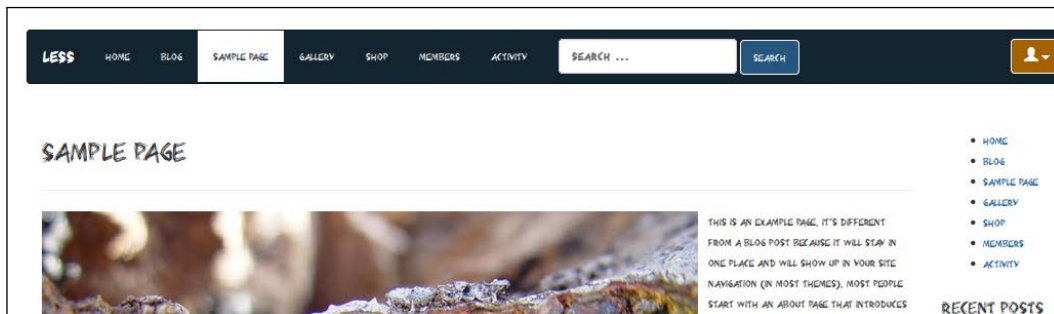 LESS HOME BLOG SAMPLE PAGE GALLERY SHOP MEMBERS ACTIVITY SEARCH ... SEARCH
SAMPLE PAGE
THIS IS AN EXAMPLE PAGE. IT'S DIFFERENT
FROM A BLOG POST BECAUSE IT WILL STAY IN
ONE PLACE AND WILL SHOW UP IN YOUR SITE
NAVIGATION (IN MOST THEMES). MOST PEOPLE
START WITH AN ABOUT PAGE THAT INTRODUCES
HOME
BLOG
SAMPLE PAGE
GALLERY
SHOP
MEMBERS
ACTIVITY
RECENT POSTS